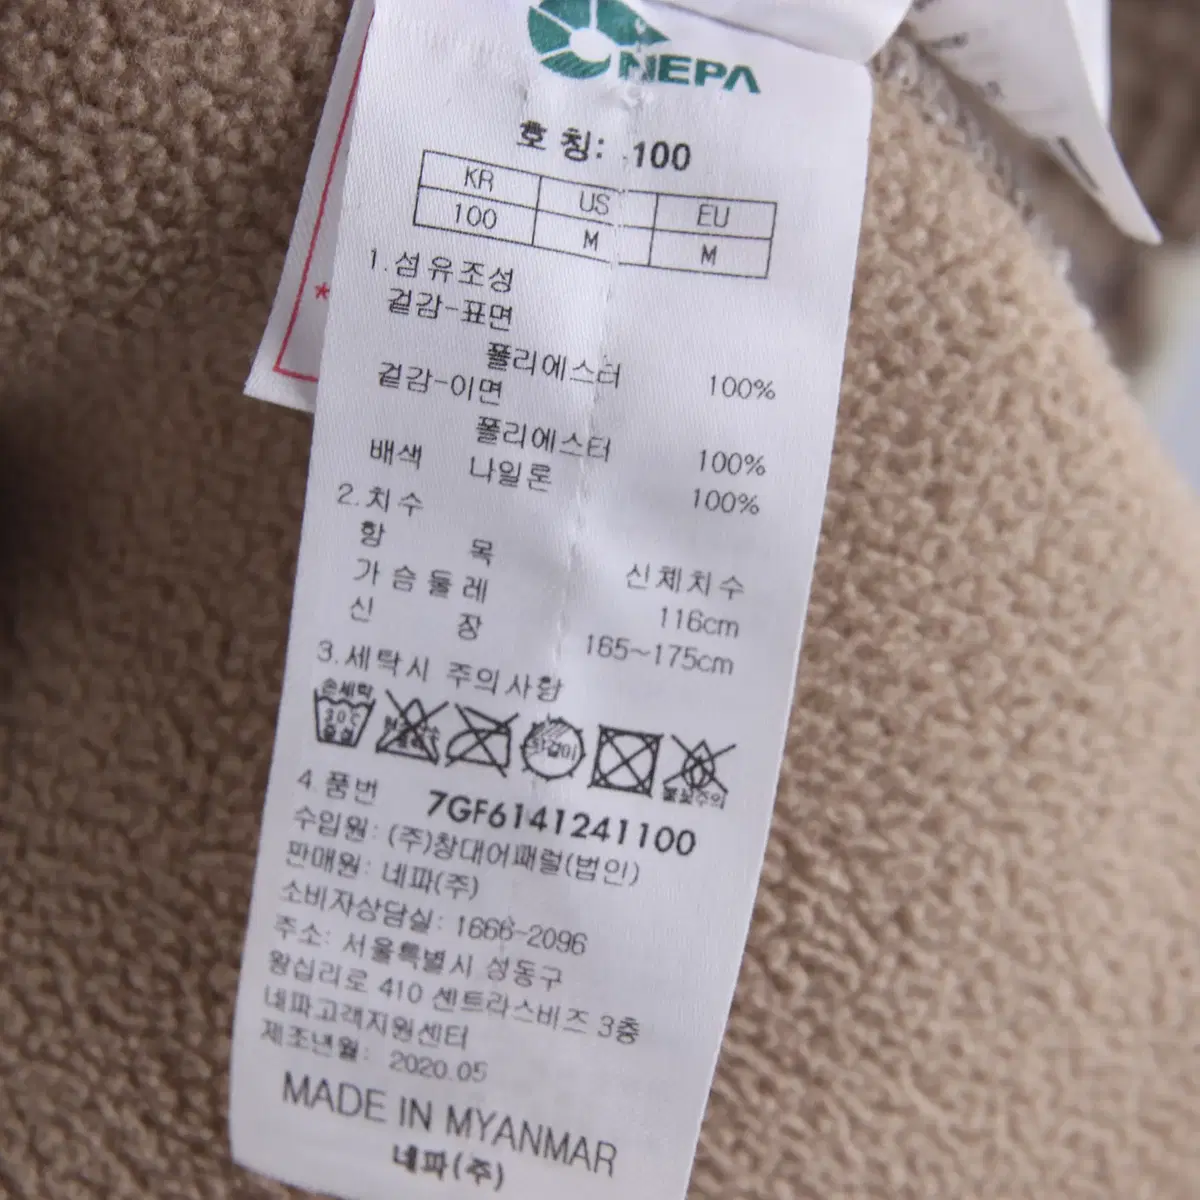 NEPA
호 칭: 100
KR US EU
100 M M
1.섬유조성
겉감-표면
폴리에스터 100%
겉감-이면
폴리에스터 100%
배색 나일론 100%
2.치수
항 목 신체치수
가슴둘레 116cm
신 장 165~175cm
3.세탁시 주의사항
손세탁
30℃
중성
불꽃주의
4.품번 7GF6141241100
수입원: (주)창대어패럴(법인)
판매원: 네파(주)
소비자상담실: 1666-2096
주소: 서울특별시 성동구
왕십리로 410 센트라스비즈 3층
네파고객지원센터
제조년월: 2020.05
MADE IN MYANMAR
네파(주)